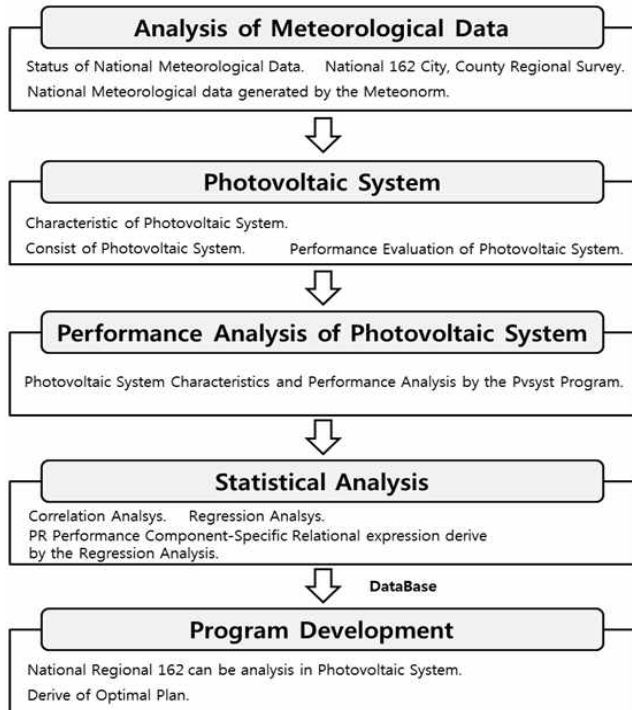 Analysis of Meteorological Data
Status of National Meteorological Data. National 162 City, County Regional Survey.
National Meteorological data generated by the Meteonorm.
Photovoltaic System
Characteristic of Photovoltaic System.
Consist of Photovoltaic System. Performance Evaluation of Photovoltaic System.
Performance Analysis of Photovoltaic System
Photovoltaic System Characteristics and Performance Analysis by the Pvsyst Program.
Statistical Analysis
Correlation Analsys. Regression Analsys.
PR Performance Component-Specific Relational expression derive
by the Regression Analysis.
DataBase
Program Development
National Regional 162 can be analysis in Photovoltaic System.
Derive of Optimal Plan.